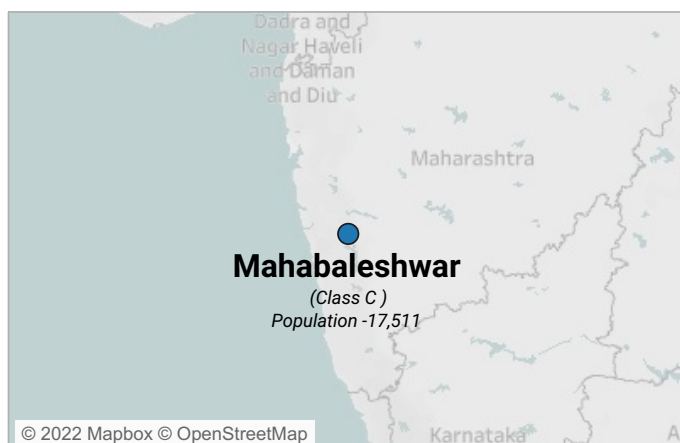 Dadra and
Nagar Haveli
and Daman
and Diu
Maharashtra
Mahabaleshwar
(Class C )
Population -17,511
© 2022 Mapbox © OpenStreetMap
Karnataka
A